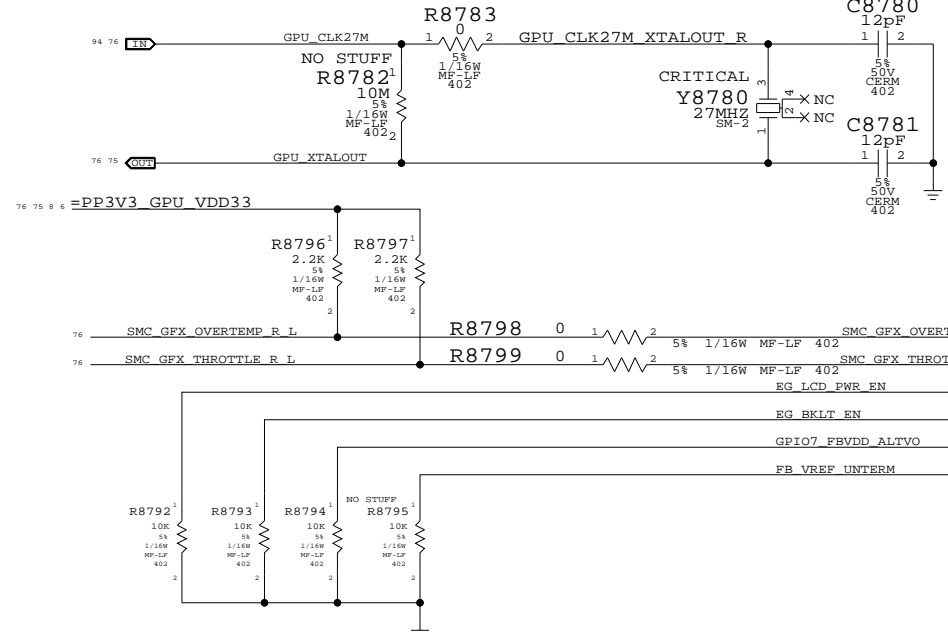 R8783
0
1 2
5%
1/16W
MF-LF
402
94 76 IN GPU_CLK27M
GPU_CLK27M_XTALOUT_R
C8780
12pF
1 2
5%
50V
CERM
402
NO STUFF
R8782
1
10M
5%
1/16W
MF-LF
402
2
CRITICAL
Y8780
27MHZ
SM-2
3
4
2
1
NC
NC
C8781
12pF
1 2
5%
50V
CERM
402
76 75 OUT GPU_XTALOUT
76 75 8 6 =PP3V3_GPU_VDD33
R8796
1
2.2K
5%
1/16W
MF-LF
402
2
R8797
1
2.2K
5%
1/16W
MF-LF
402
2
76 SMC_GFX_OVERTEMP_R_L R8798 0 1 2 5% 1/16W MF-LF 402 SMC_GFX_OVERT
76 SMC_GFX_THROTTLE_R_L R8799 0 1 2 5% 1/16W MF-LF 402 SMC_GFX_THROT
EG_LCD_PWR_EN
EG_BKLT_EN
GPIO7_FBVDD_ALTVO
FB_VREF_UNTERM
R8792
1
10K
5%
1/16W
MF-LF
402
2
R8793
1
10K
5%
1/16W
MF-LF
402
2
R8794
1
10K
5%
1/16W
MF-LF
402
2
NO STUFF
R8795
1
10K
5%
1/16W
MF-LF
402
2